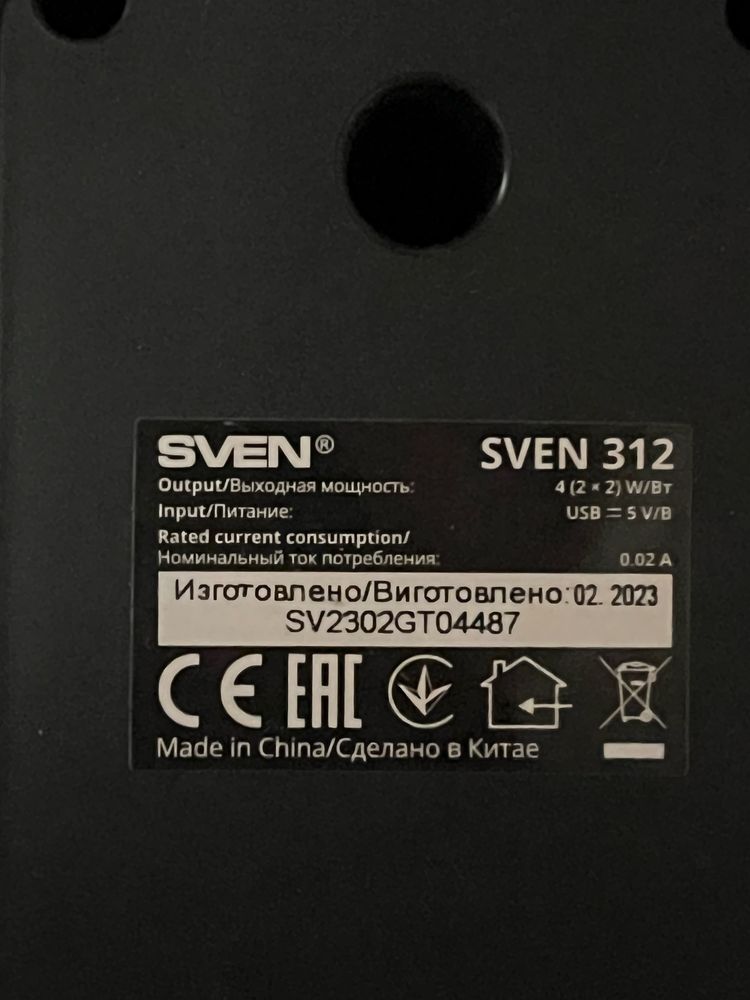 SVEN® SVEN 312
Output/Выходная мощность: 4 (2 × 2) W/Вт
Input/Питание: USB ⎓ 5 V/В
Rated current consumption/
Номинальный ток потребления: 0.02 A
Изготовлено/Виготовлено: 02. 2023
SV2302GT04487
CE EAC
Made in China/Сделано в Китае